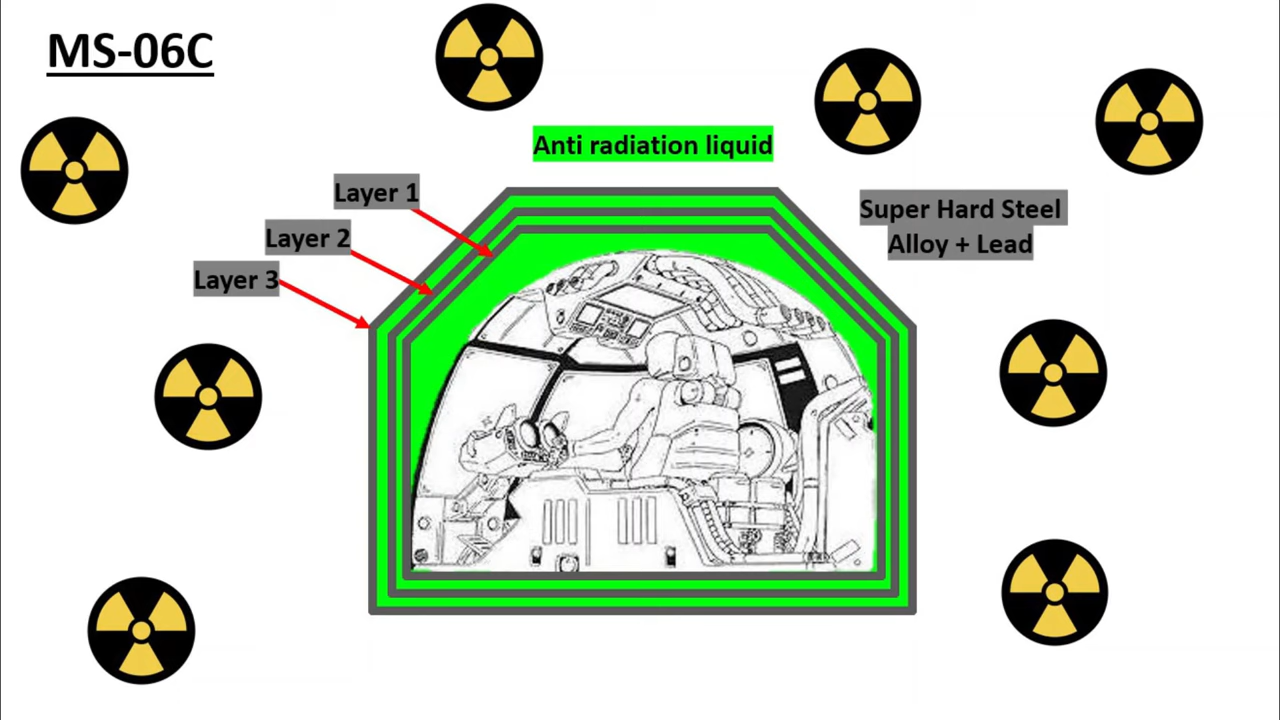 MS-06C
Anti radiation liquid
Layer 1
Layer 2
Layer 3
Super Hard Steel
Alloy + Lead